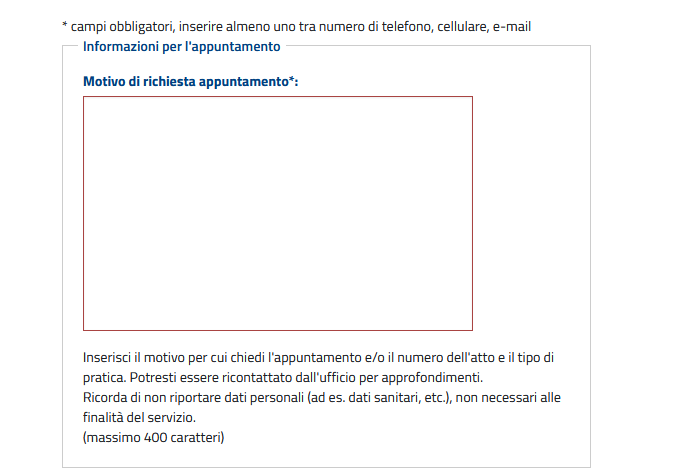 * campi obbligatori, inserire almeno uno tra numero di telefono, cellulare, e-mail
Informazioni per l'appuntamento
Motivo di richiesta appuntamento*:
Inserisci il motivo per cui chiedi l'appuntamento e/o il numero dell'atto e il tipo di
pratica. Potresti essere ricontattato dall'ufficio per approfondimenti.
Ricorda di non riportare dati personali (ad es. dati sanitari, etc.), non necessari alle
finalità del servizio.
(massimo 400 caratteri)